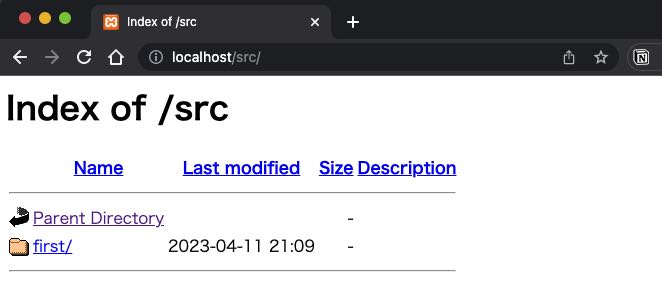 Index of /src
localhost/src/
Index of /src
Name Last modified Size Description
Parent Directory -
first/ 2023-04-11 21:09 -